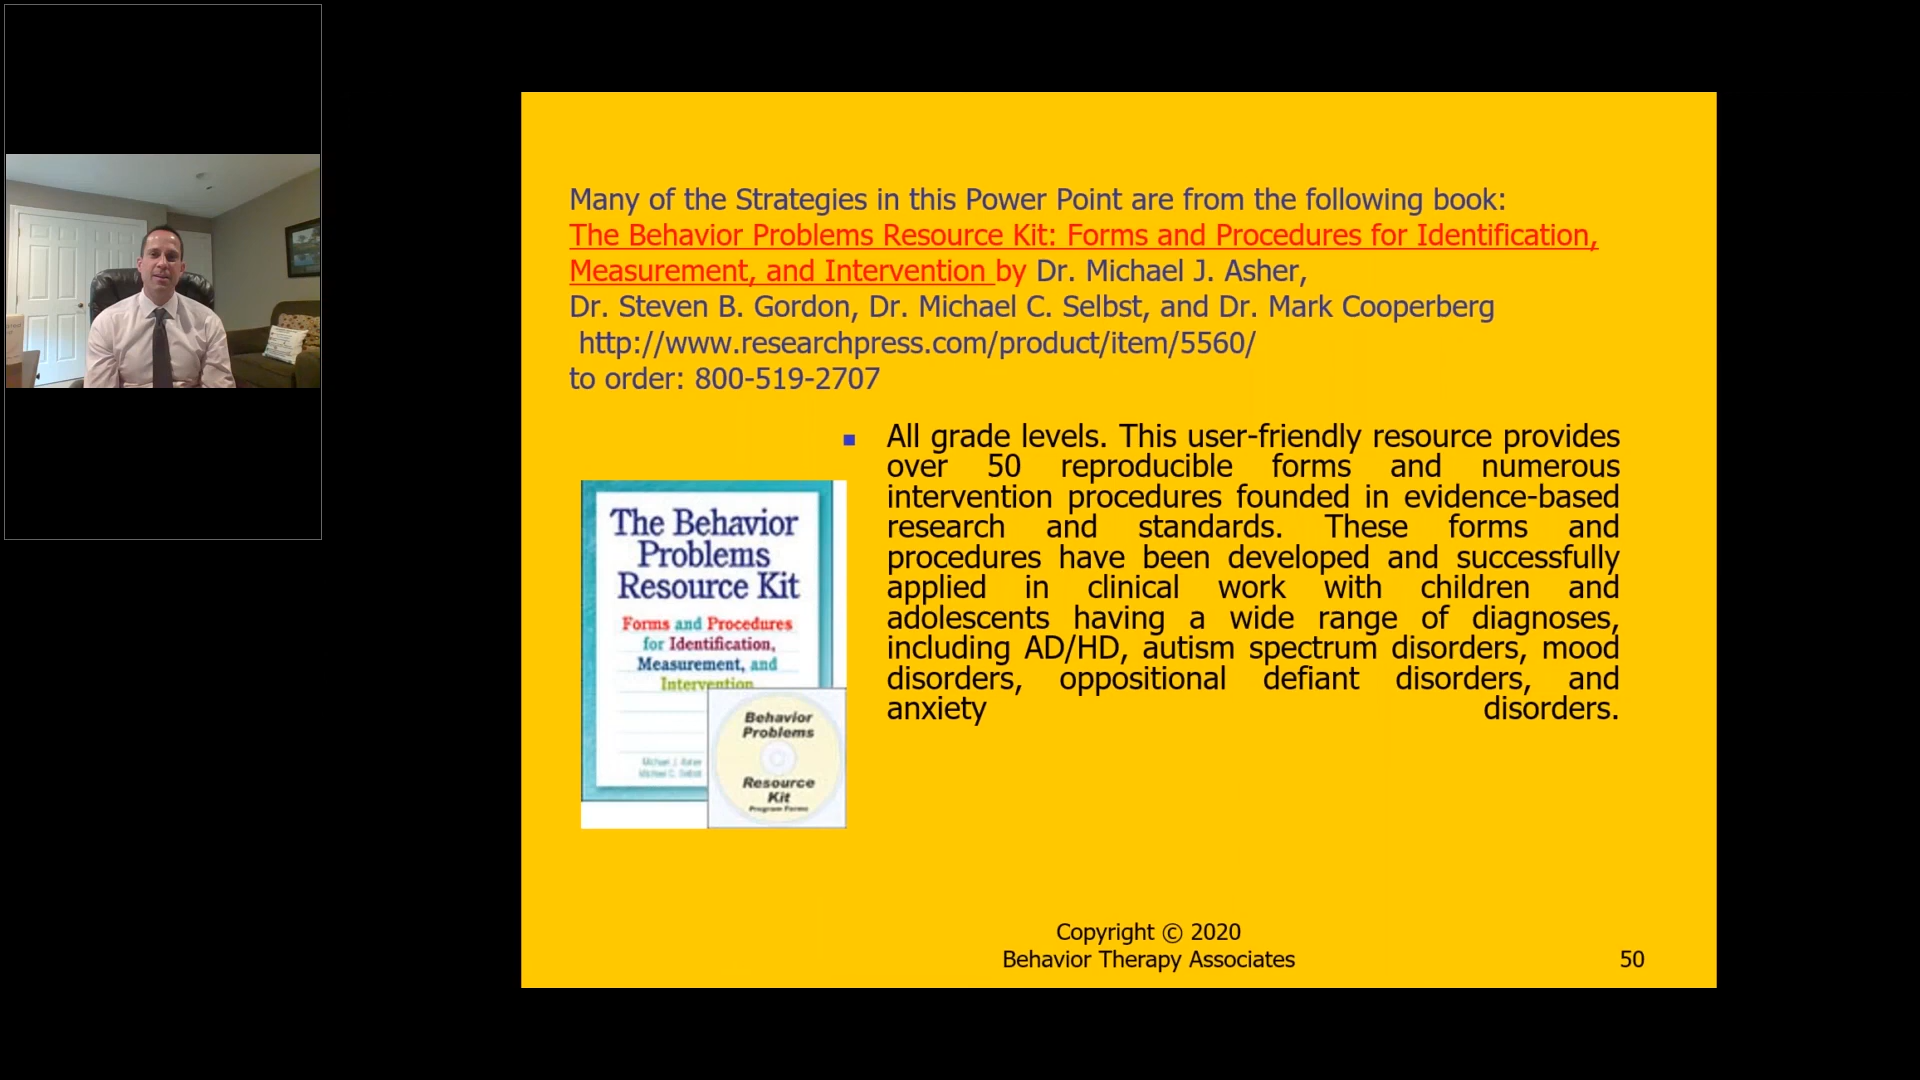 Many of the Strategies in this Power Point are from the following book:
The Behavior Problems Resource Kit: Forms and Procedures for Identification,
Measurement, and Intervention by Dr. Michael J. Asher,
Dr. Steven B. Gordon, Dr. Michael C. Selbst, and Dr. Mark Cooperberg
http://www.researchpress.com/product/item/5560/
to order: 800-519-2707
All grade levels. This user-friendly resource provides
over 50 reproducible forms and numerous
intervention procedures founded in evidence-based
research and standards. These forms and
procedures have been developed and successfully
applied in clinical work with children and
adolescents having a wide range of diagnoses,
including AD/HD, autism spectrum disorders, mood
disorders, oppositional defiant disorders, and
anxiety disorders.
The Behavior
Problems
Resource Kit
Forms and Procedures
for Identification,
Measurement, and
Intervention
Michael J. Asher
Michael C. Selbst
Behavior
Problems
Resource
Kit
Program Forms
Copyright © 2020
Behavior Therapy Associates
50